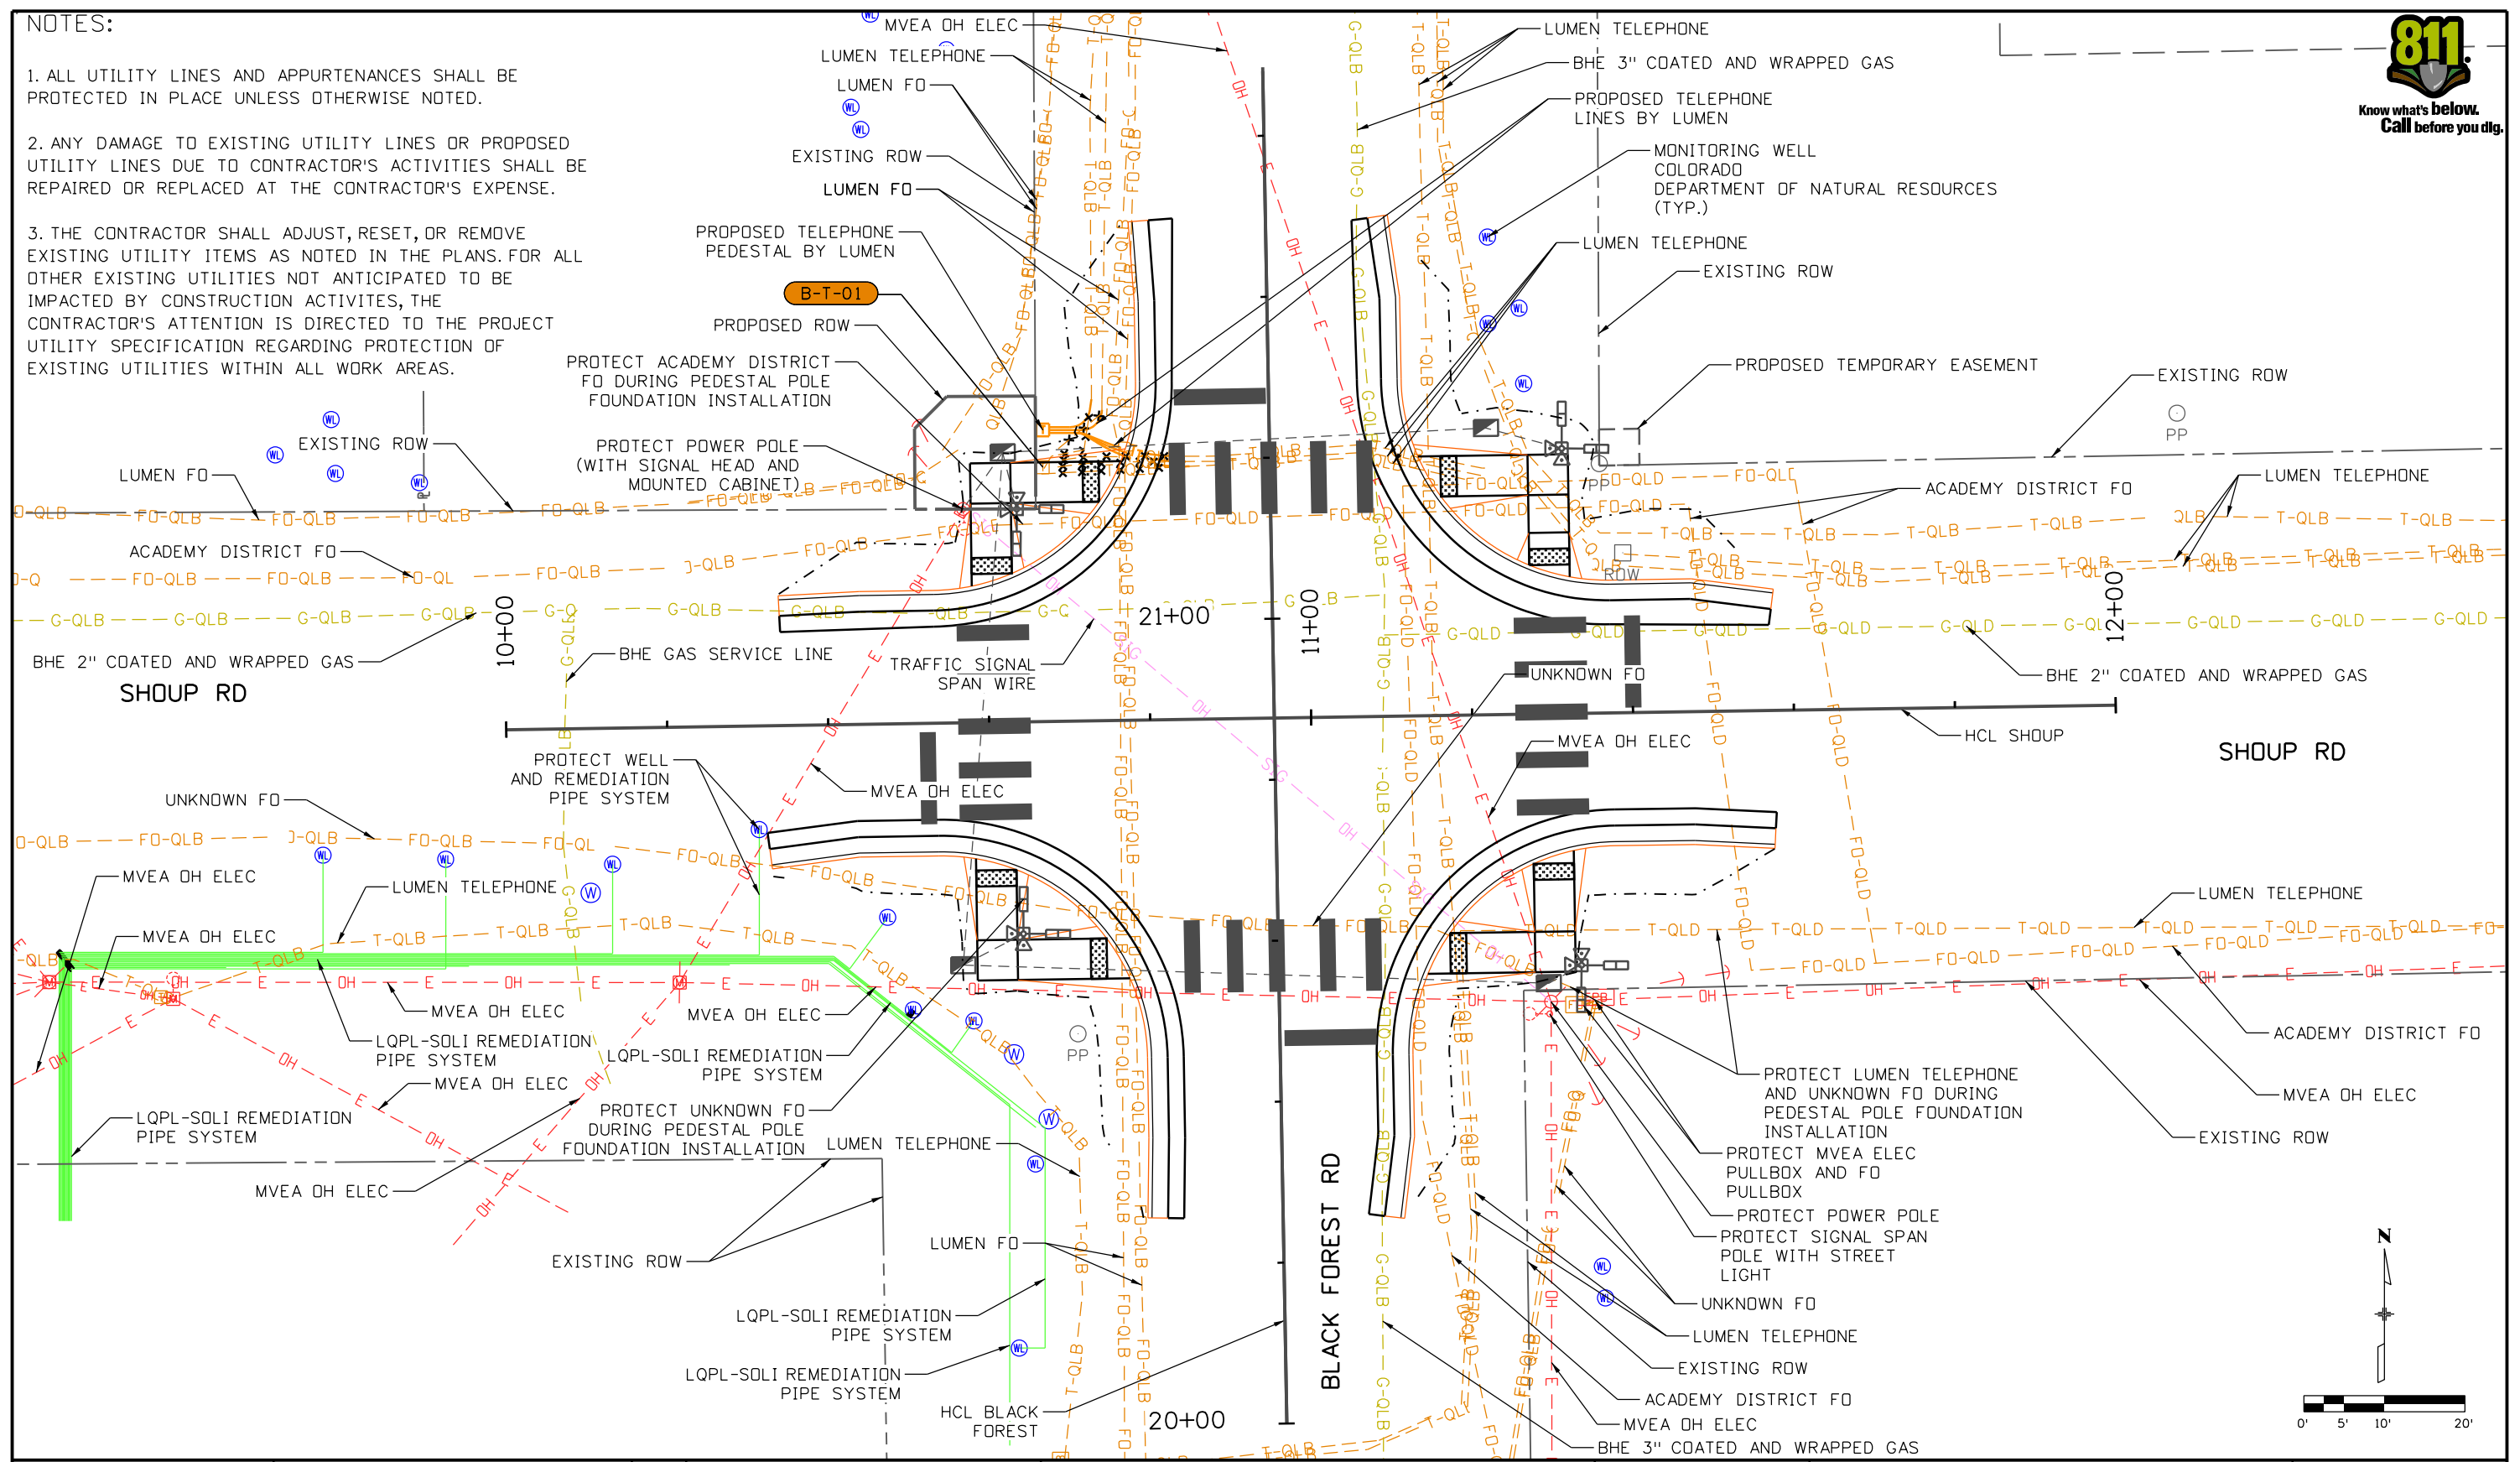 NOTES:
1. ALL UTILITY LINES AND APPURTENANCES SHALL BE
PROTECTED IN PLACE UNLESS OTHERWISE NOTED.
2. ANY DAMAGE TO EXISTING UTILITY LINES OR PROPOSED
UTILITY LINES DUE TO CONTRACTOR'S ACTIVITIES SHALL BE
REPAIRED OR REPLACED AT THE CONTRACTOR'S EXPENSE.
3. THE CONTRACTOR SHALL ADJUST, RESET, OR REMOVE
EXISTING UTILITY ITEMS AS NOTED IN THE PLANS. FOR ALL
OTHER EXISTING UTILITIES NOT ANTICIPATED TO BE
IMPACTED BY CONSTRUCTION ACTIVITES, THE
CONTRACTOR'S ATTENTION IS DIRECTED TO THE PROJECT
UTILITY SPECIFICATION REGARDING PROTECTION OF
EXISTING UTILITIES WITHIN ALL WORK AREAS.
MVEA OH ELEC
LUMEN TELEPHONE
LUMEN FO
EXISTING ROW
LUMEN FO
PROPOSED TELEPHONE
PEDESTAL BY LUMEN
B-T-01
PROPOSED ROW
PROTECT ACADEMY DISTRICT
FO DURING PEDESTAL POLE
FOUNDATION INSTALLATION
PROTECT POWER POLE
(WITH SIGNAL HEAD AND
MOUNTED CABINET)
EXISTING ROW
LUMEN FO
ACADEMY DISTRICT FO
BHE 2" COATED AND WRAPPED GAS
SHOUP RD
LUMEN TELEPHONE
BHE 3" COATED AND WRAPPED GAS
PROPOSED TELEPHONE
LINES BY LUMEN
MONITORING WELL
COLORADO
DEPARTMENT OF NATURAL RESOURCES
(TYP.)
LUMEN TELEPHONE
EXISTING ROW
PROPOSED TEMPORARY EASEMENT
EXISTING ROW
PP
PP
LUMEN TELEPHONE
ACADEMY DISTRICT FO
ROW
811.
Know what's below.
Call before you dig.
10+00
21+00
11+00
12+00
BHE GAS SERVICE LINE
TRAFFIC SIGNAL
SPAN WIRE
UNKNOWN FO
BHE 2" COATED AND WRAPPED GAS
HCL SHOUP
SHOUP RD
MVEA OH ELEC
PROTECT WELL
AND REMEDIATION
PIPE SYSTEM
MVEA OH ELEC
UNKNOWN FO
MVEA OH ELEC
LUMEN TELEPHONE
MVEA OH ELEC
MVEA OH ELEC
LQPL-SOLI REMEDIATION
PIPE SYSTEM
MVEA OH ELEC
LQPL-SOLI REMEDIATION
PIPE SYSTEM
MVEA OH ELEC
LQPL-SOLI REMEDIATION
PIPE SYSTEM
PROTECT UNKNOWN FO
DURING PEDESTAL POLE
FOUNDATION INSTALLATION
MVEA OH ELEC
LUMEN TELEPHONE
PP
EXISTING ROW
LUMEN FO
LQPL-SOLI REMEDIATION
PIPE SYSTEM
LQPL-SOLI REMEDIATION
PIPE SYSTEM
HCL BLACK
FOREST
20+00
BLACK FOREST RD
LUMEN TELEPHONE
ACADEMY DISTRICT FO
MVEA OH ELEC
EXISTING ROW
PROTECT LUMEN TELEPHONE
AND UNKNOWN FO DURING
PEDESTAL POLE FOUNDATION
INSTALLATION
PROTECT MVEA ELEC
PULLBOX AND FO
PULLBOX
PROTECT POWER POLE
PROTECT SIGNAL SPAN
POLE WITH STREET
LIGHT
UNKNOWN FO
LUMEN TELEPHONE
EXISTING ROW
ACADEMY DISTRICT FO
MVEA OH ELEC
BHE 3" COATED AND WRAPPED GAS
N
0' 5' 10' 20'